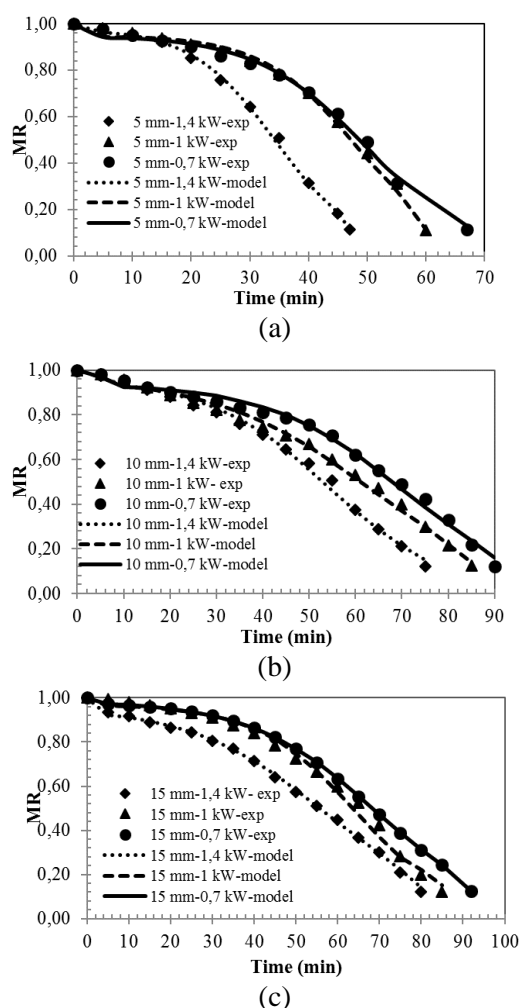 1,00
0,80
0,60
0,40
0,20
0,00
MR
5 mm-1,4 kW-exp
5 mm-1 kW-exp
5 mm-0,7 kW-exp
5 mm-1,4 kW-model
5 mm-1 kW-model
5 mm-0,7 kW-model
0 10 20 30 40 50 60 70
Time (min)
(a)
1,00
0,80
0,60
0,40
0,20
0,00
MR
10 mm-1,4 kW-exp
10 mm-1 kW- exp
10 mm-0,7 kW-exp
10 mm-1,4 kW-model
10 mm-1 kW-model
10 mm-0,7 kW-model
0 10 20 30 40 50 60 70 80 90
Time (min)
(b)
1,00
0,80
0,60
0,40
0,20
0,00
MR
15 mm-1,4 kW- exp
15 mm-1 kW-exp
15 mm-0,7 kW-exp
15 mm-1,4 kW-model
15 mm-1 kW-model
15 mm-0,7 kW-model
0 10 20 30 40 50 60 70 80 90 100
Time (min)
(c)